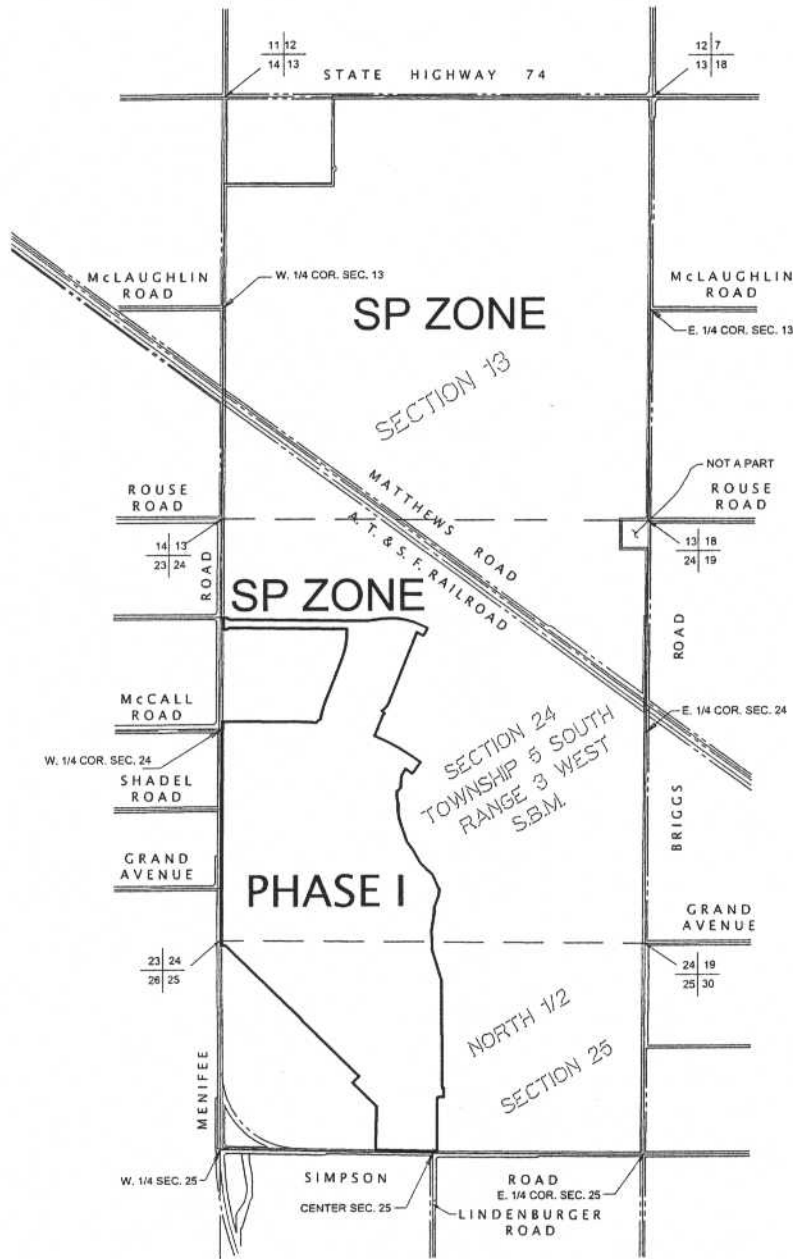 11 12
14 13
12 7
13 18
STATE HIGHWAY 74
McLAUGHLIN
ROAD
W. 1/4 COR. SEC. 13
McLAUGHLIN
ROAD
SP ZONE
E. 1/4 COR. SEC. 13
SECTION 13
NOT A PART
ROUSE
ROAD
MATTHEWS ROAD
ROUSE
ROAD
A. T. & S. F. RAILROAD
14 13
23 24
13 18
24 19
ROAD
SP ZONE
ROAD
McCALL
ROAD
E. 1/4 COR. SEC. 24
W. 1/4 COR. SEC. 24
SECTION 24
TOWNSHIP 5 SOUTH
RANGE 3 WEST
S.B.M.
SHADEL
ROAD
BRIGGS
GRAND
AVENUE
PHASE I
GRAND
AVENUE
23 24
26 25
24 19
25 30
NORTH 1/2
SECTION 25
MENIFEE
W. 1/4 SEC. 25
SIMPSON
ROAD
CENTER SEC. 25
E. 1/4 COR. SEC. 25
LINDENBURGER
ROAD